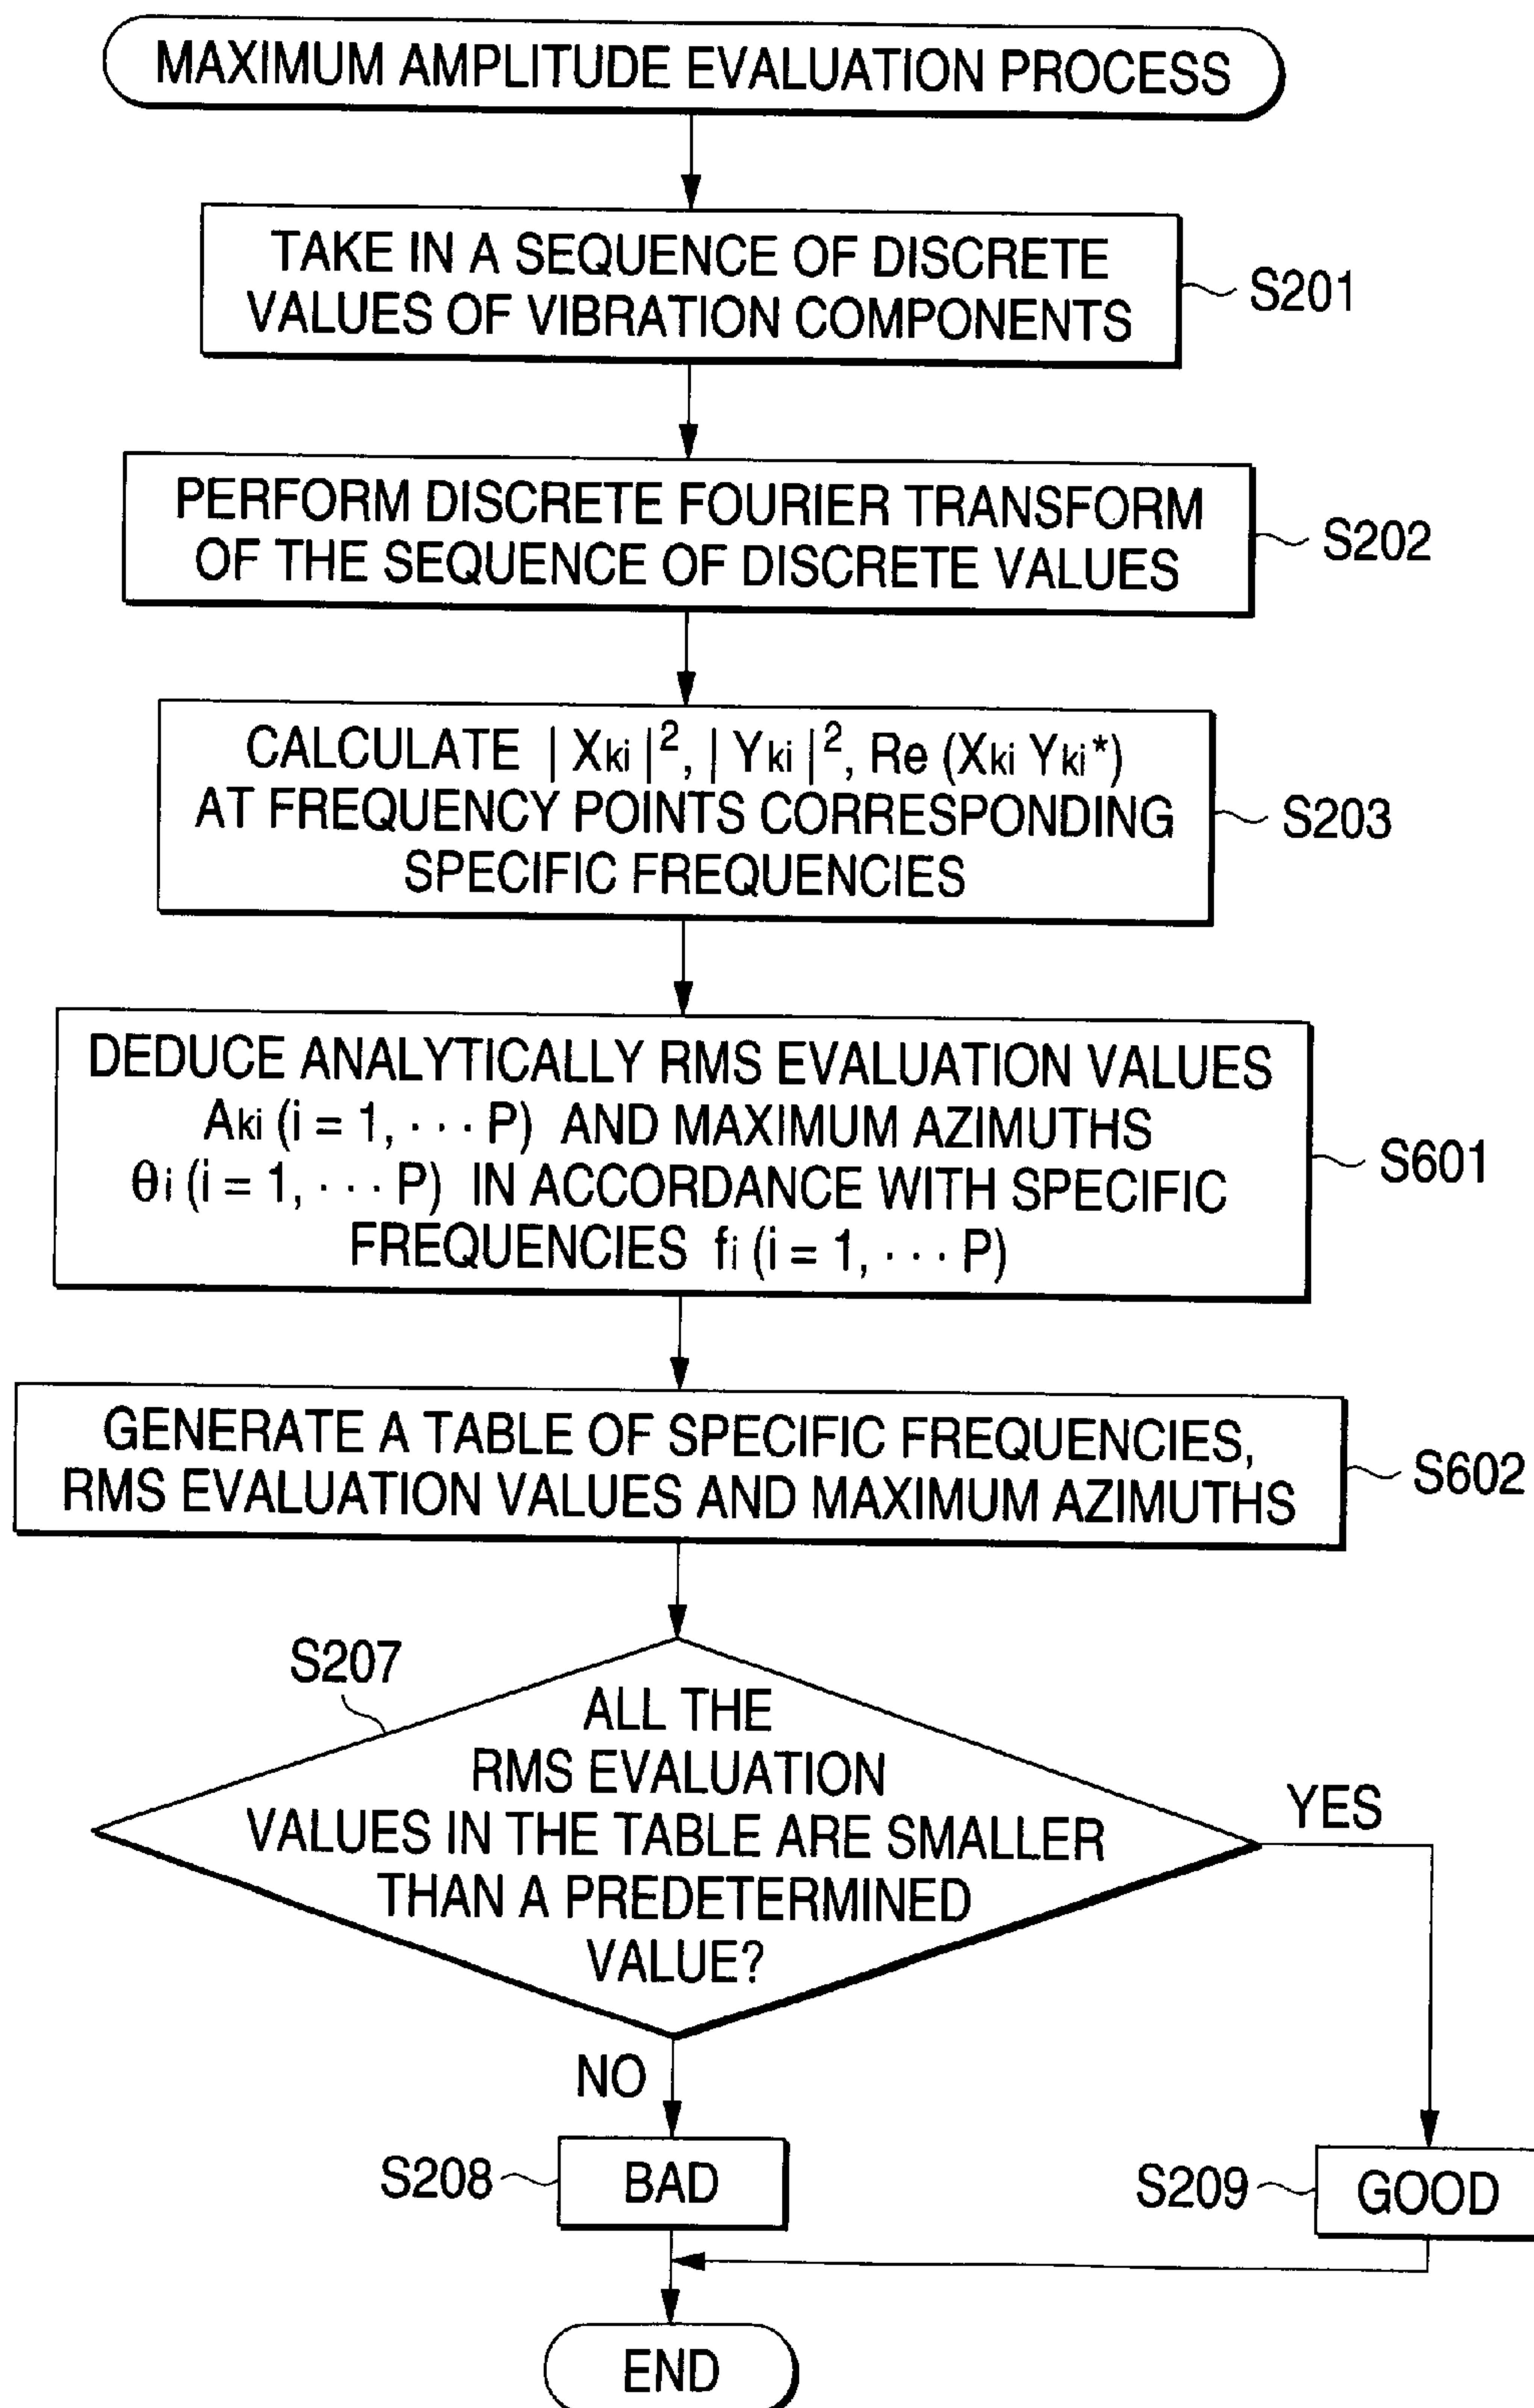 MAXIMUM AMPLITUDE EVALUATION PROCESS
TAKE IN A SEQUENCE OF DISCRETE
VALUES OF VIBRATION COMPONENTS
S201
PERFORM DISCRETE FOURIER TRANSFORM
OF THE SEQUENCE OF DISCRETE VALUES
S202
CALCULATE | Xki |², | Yki |², Re (Xki Yki*)
AT FREQUENCY POINTS CORRESPONDING
SPECIFIC FREQUENCIES
S203
DEDUCE ANALYTICALLY RMS EVALUATION VALUES
Aki (i = 1, · · · P) AND MAXIMUM AZIMUTHS
θi (i = 1, · · · P) IN ACCORDANCE WITH SPECIFIC
FREQUENCIES fi (i = 1, · · · P)
S601
GENERATE A TABLE OF SPECIFIC FREQUENCIES,
RMS EVALUATION VALUES AND MAXIMUM AZIMUTHS
S602
S207
ALL THE
RMS EVALUATION
VALUES IN THE TABLE ARE SMALLER
THAN A PREDETERMINED
VALUE?
YES
NO
S208
BAD
S209
GOOD
END